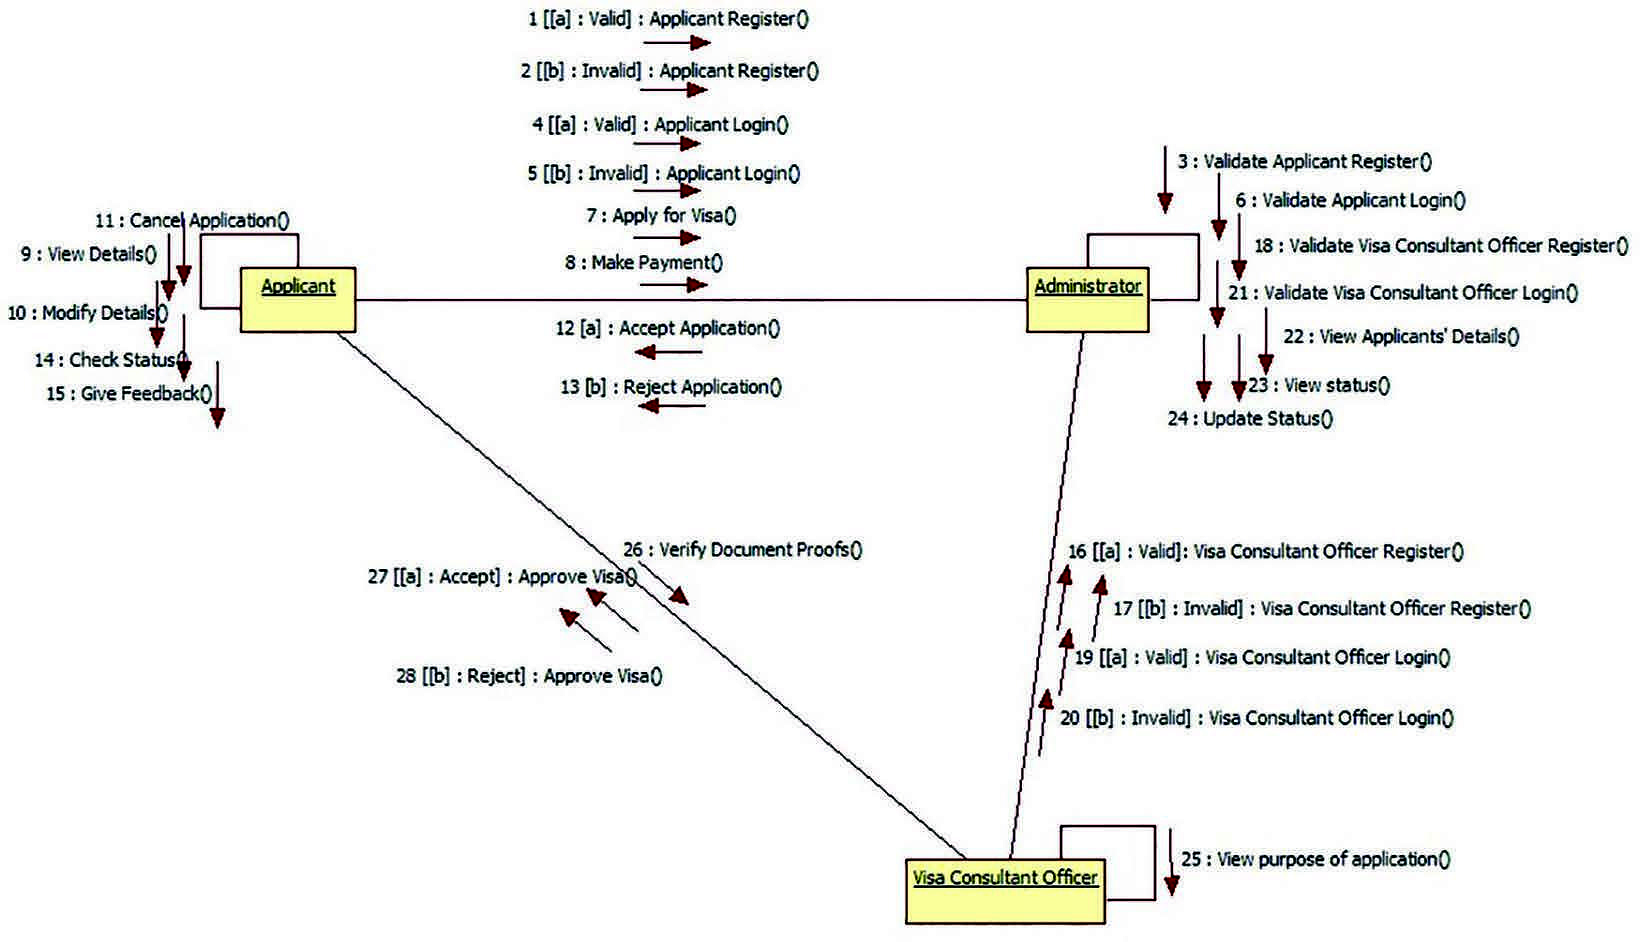 1 [[a] : Valid] : Applicant Register()
2 [[b] : Invalid] : Applicant Register()
4 [[a] : Valid] : Applicant Login()
5 [[b] : Invalid] : Applicant Login()
7 : Apply for Visa()
8 : Make Payment()
3 : Validate Applicant Register()
6 : Validate Applicant Login()
18 : Validate Visa Consultant Officer Register()
21 : Validate Visa Consultant Officer Login()
22 : View Applicants' Details()
23 : View status()
24 : Update Status()
11 : Cancel Application()
9 : View Details()
10 : Modify Details()
14 : Check Status()
15 : Give Feedback()
Applicant
Administrator
12 [a] : Accept Application()
13 [b] : Reject Application()
26 : Verify Document Proofs()
27 [[a] : Accept] : Approve Visa()
28 [[b] : Reject] : Approve Visa()
16 [[a] : Valid]: Visa Consultant Officer Register()
17 [[b] : Invalid] : Visa Consultant Officer Register()
19 [[a] : Valid] : Visa Consultant Officer Login()
20 [[b] : Invalid] : Visa Consultant Officer Login()
Visa Consultant Officer
25 : View purpose of application()